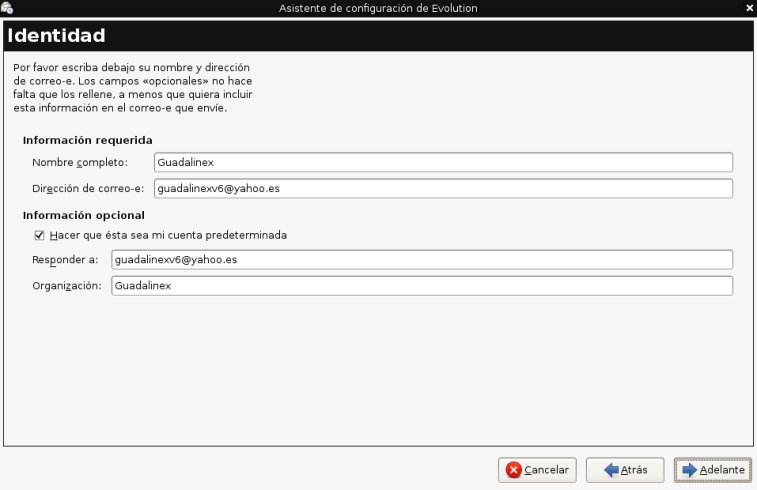 Asistente de configuración de Evolution
Identidad
Por favor escriba debajo su nombre y dirección
de correo-e. Los campos «opcionales» no hace
falta que los rellene, a menos que quiera incluir
esta información en el correo-e que envíe.
Información requerida
Nombre completo: Guadalinex
Dirección de correo-e: guadalinexv6@yahoo.es
Información opcional
Hacer que ésta sea mi cuenta predeterminada
Responder a: guadalinexv6@yahoo.es
Organización: Guadalinex
Cancelar Atrás Adelante